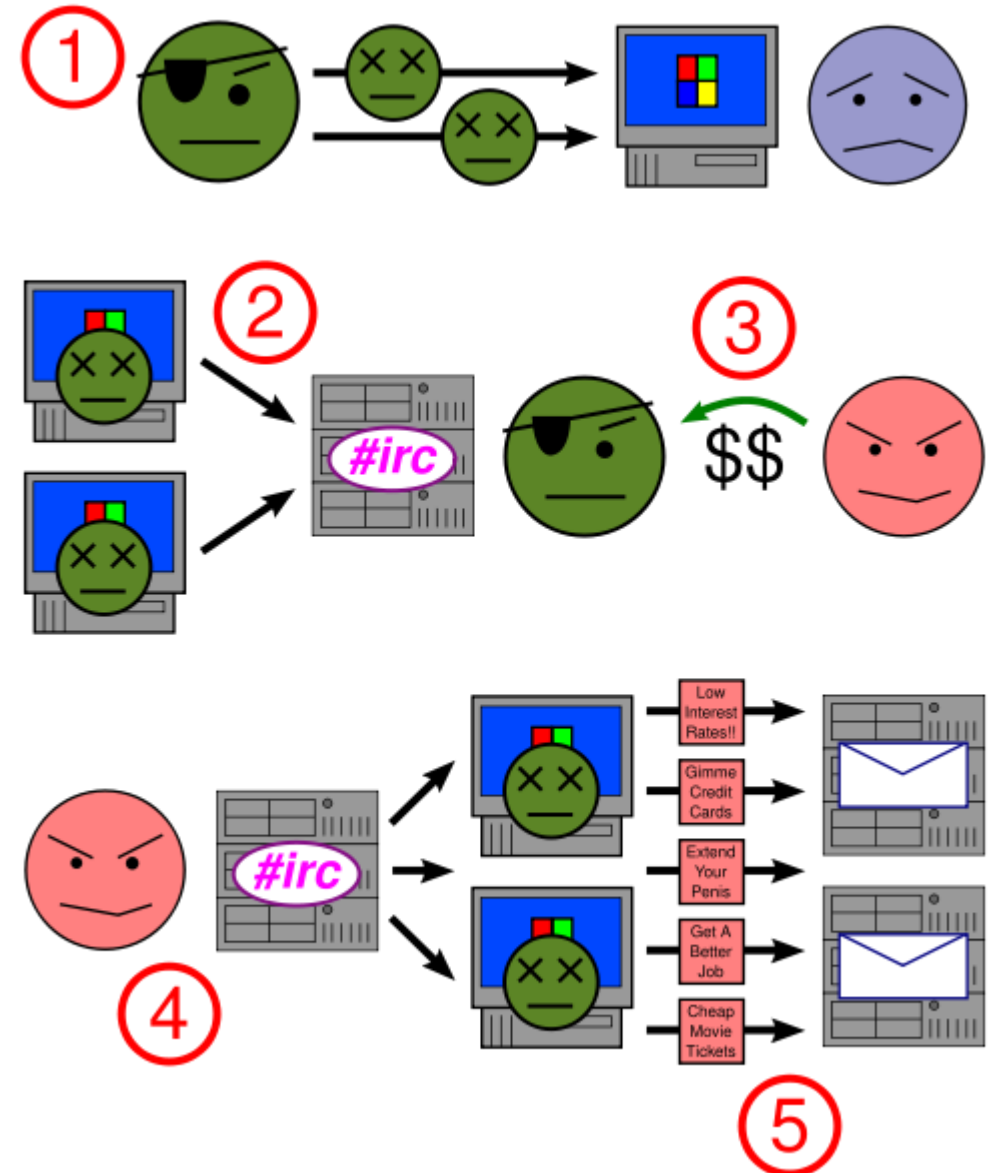 1
2
3
#irc
$$
4
#irc
Low
Interest
Rates!!
Gimme
Credit
Cards
Extend
Your
Penis
Get A
Better
Job
Cheap
Movie
Tickets
5